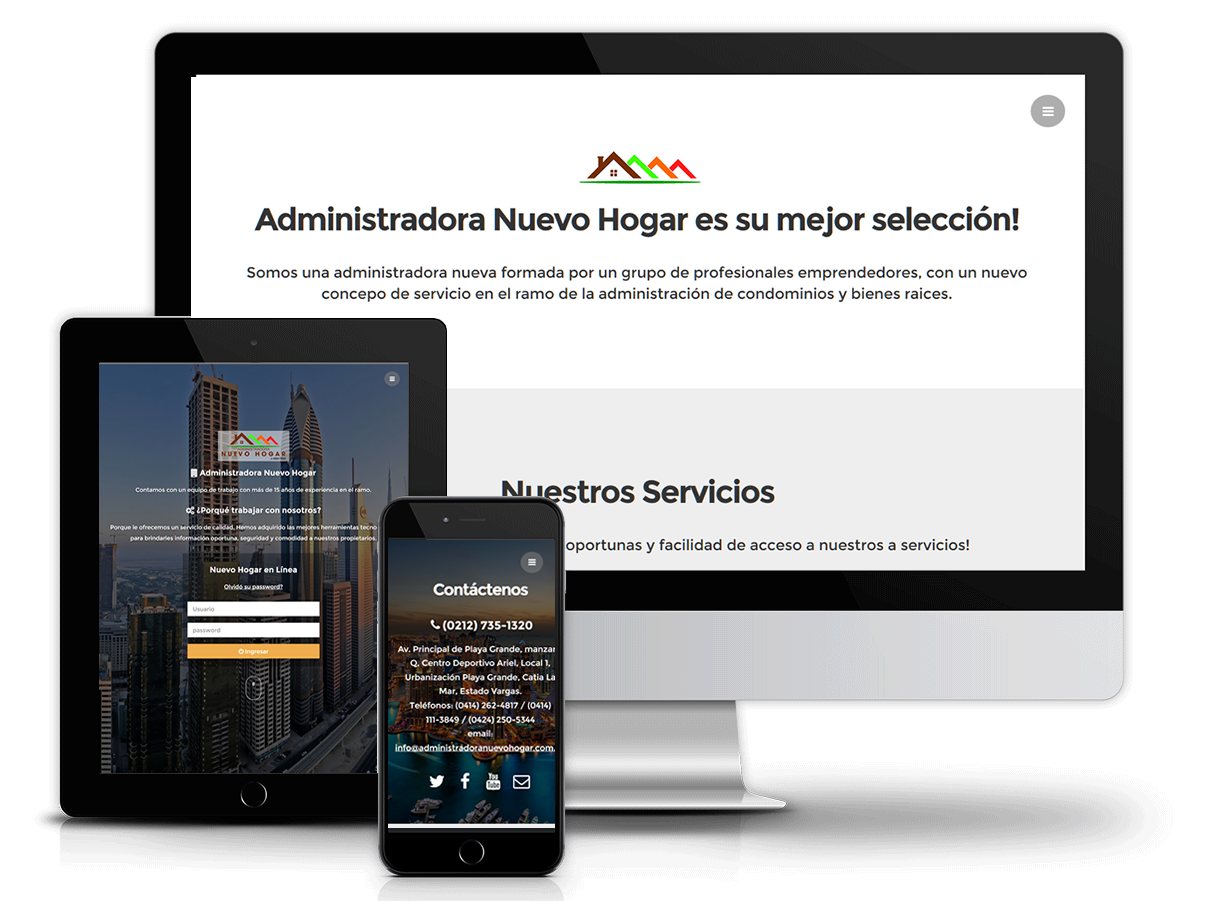 Administradora Nuevo Hogar es su mejor selección!
Somos una administradora nueva formada por un grupo de profesionales emprendedores, con un nuevo
concepo de servicio en el ramo de la administración de condominios y bienes raices.
Nuestros Servicios
oportunas y facilidad de acceso a nuestros a servicios!
NUEVO HOGAR
Administradora Nuevo Hogar
Contamos con un equipo de trabajo con más de 15 años de experiencia en el ramo.
¿Porqué trabajar con nosotros?
Porque le ofrecemos un servicio de calidad. Hemos adquirido las mejores herramientas tecno
para brindarles información oportuna, seguridad y comodidad a nuestros propietarios.
Nuevo Hogar en Línea
Olvidó su password?
Usuario
password
Ingresar
Contáctenos
(0212) 735-1320
Av. Principal de Playa Grande, manzan
Q, Centro Deportivo Ariel, Local 1,
Urbanización Playa Grande, Catia La
Mar, Estado Vargas.
Teléfonos: (0414) 262-4817 / (0414)
111-3849 / (0424) 250-5344
email:
info@administradoranuevohogar.com.
You
Tube